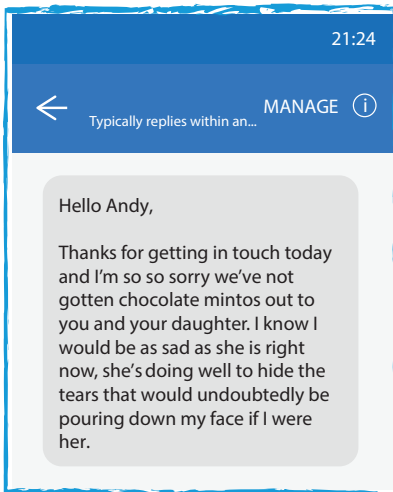 21:24
MANAGE i
Typically replies within an...
Hello Andy,
Thanks for getting in touch today
and I'm so so sorry we've not
gotten chocolate mintos out to
you and your daughter. I know I
would be as sad as she is right
now, she's doing well to hide the
tears that would undoubtedly be
pouring down my face if I were
her.